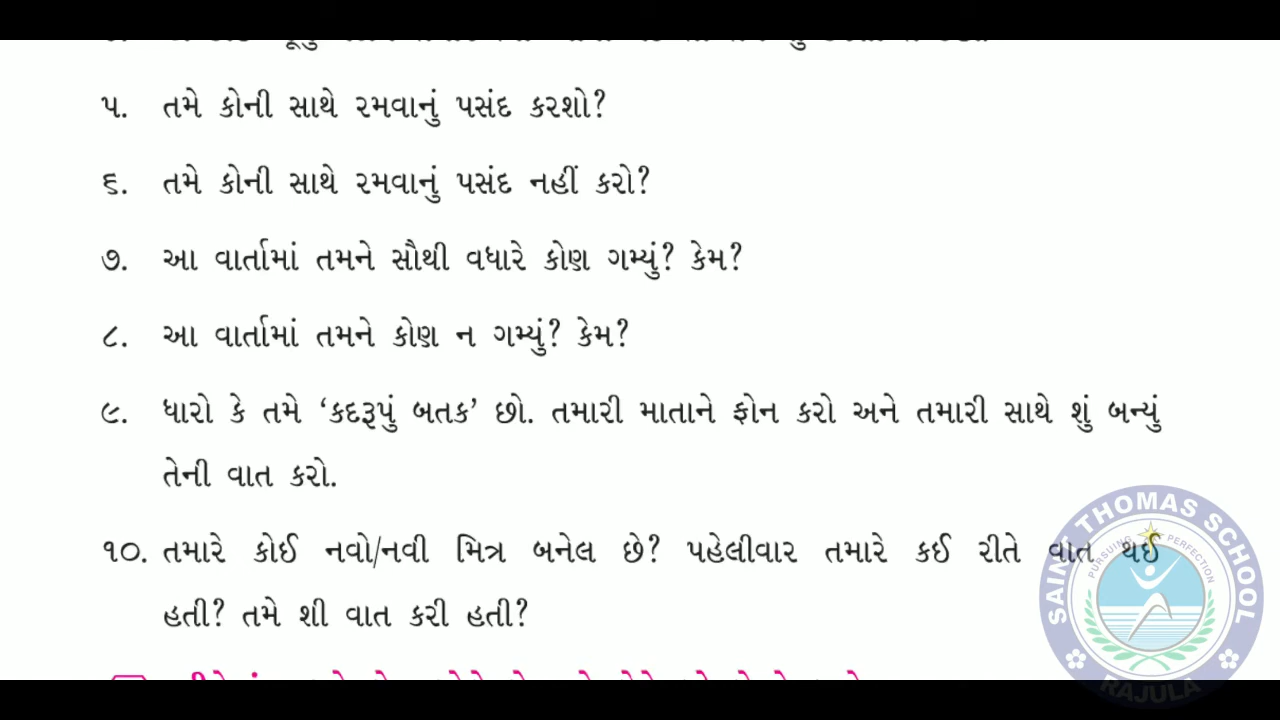 ૫. તમે કોની સાથે રમવાનું પસંદ કરશો?
૬. તમે કોની સાથે રમવાનું પસંદ નહીં કરો?
૭. આ વાર્તામાં તમને સૌથી વધારે કોણ ગમ્યું? કેમ?
૮. આ વાર્તામાં તમને કોણ ન ગમ્યું? કેમ?
૯. ધારો કે તમે ‘કદરૂપું બતક’ છો. તમારી માતાને ફોન કરો અને તમારી સાથે શું બન્યું
તેની વાત કરો.
૧૦. તમારે કોઈ નવો/નવી મિત્ર બનેલ છે? પહેલીવાર તમારે કઈ રીતે વાત થઈ
હતી? તમે શી વાત કરી હતી?
SAINT THOMAS SCHOOL
PURSUING PERFECTION
RAJULA